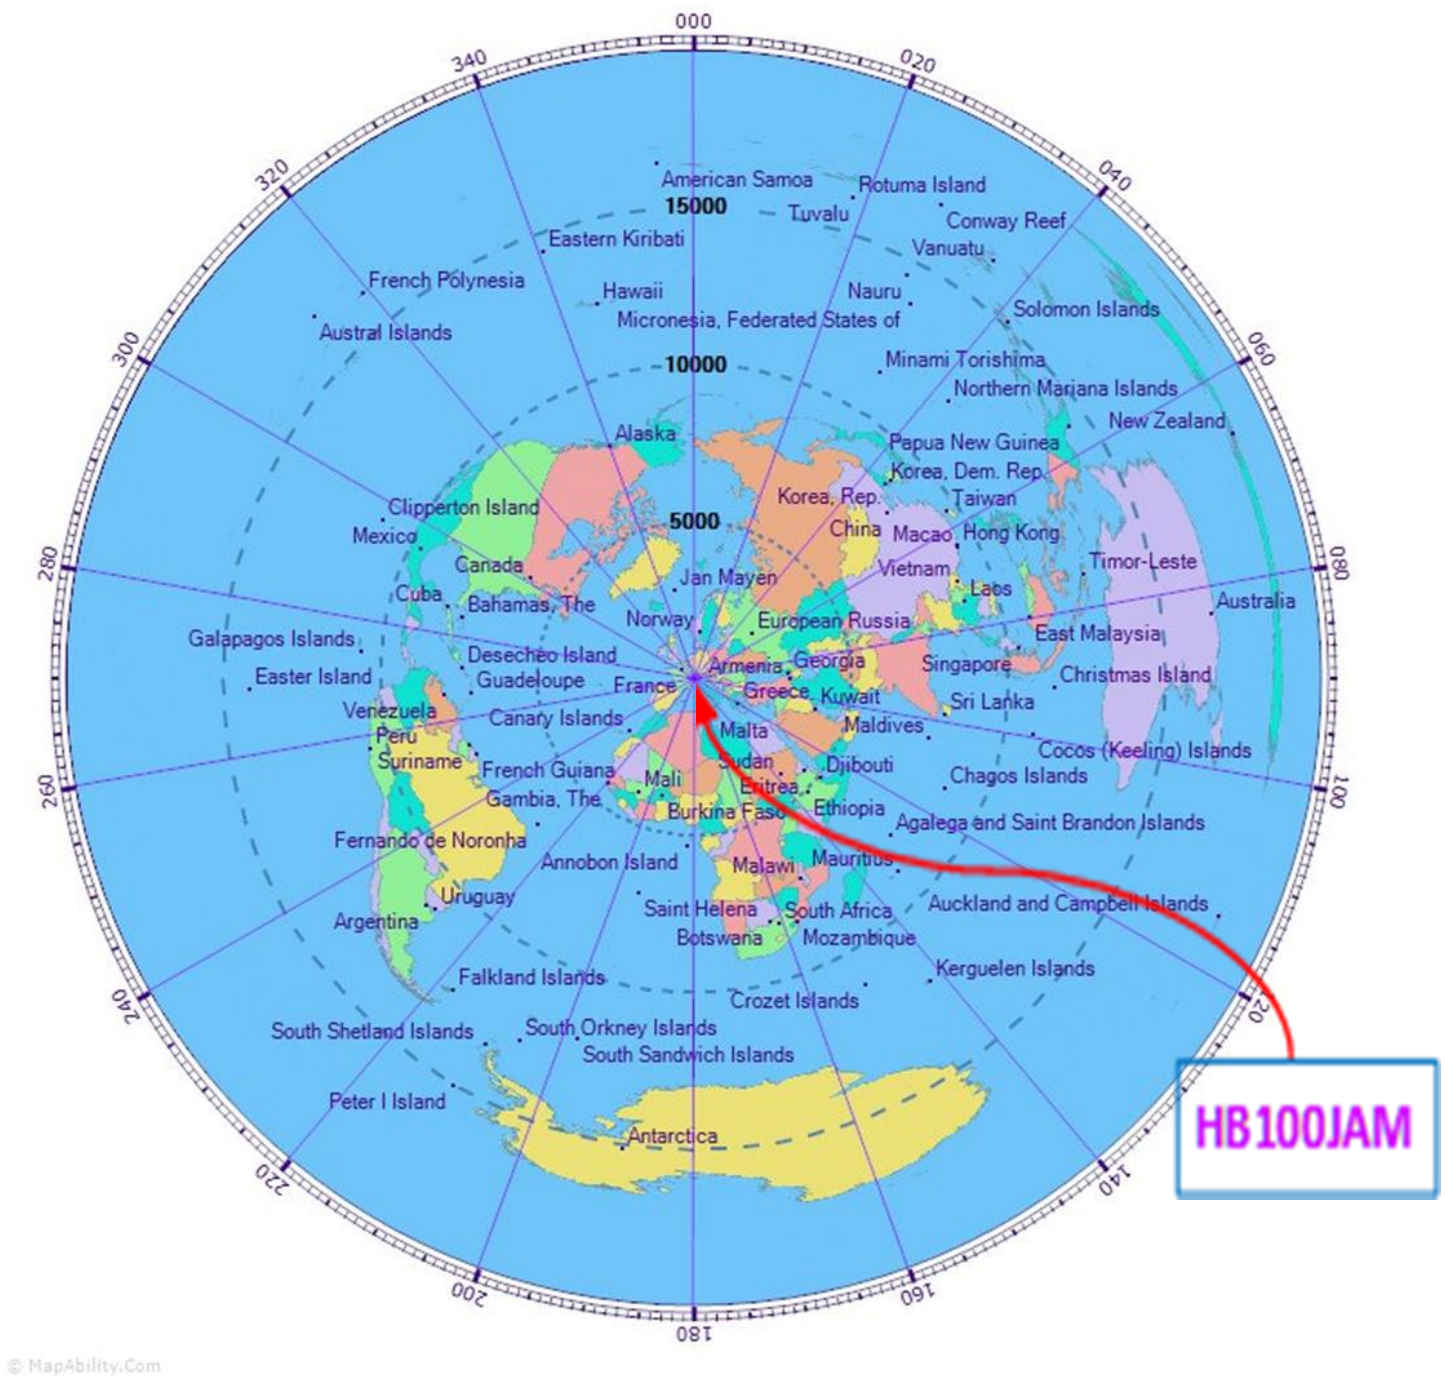 000
340
020
320
040
American Samoa
Rotuma Island
15000
Tuvalu
Conway Reef
Eastern Kiribati
Vanuatu
French Polynesia
Hawaii
Nauru
Solomon Islands
Micronesia, Federated States of
Austral Islands
300
060
10000
Minami Torishima
Northern Mariana Islands
New Zealand
Alaska
Papua New Guinea
Korea, Dem. Rep.
Korea, Rep.
Taiwan
Clipperton Island
5000
China
Macao
Hong Kong
Mexico
280
080
Canada
Jan Mayen
Vietnam
Timor-Leste
Laos
Cuba
Bahamas, The
Norway
European Russia
Australia
Galapagos Islands
East Malaysia
Desecheo Island
Armenia
Georgia
Singapore
Easter Island
Guadeloupe
France
Greece
Kuwait
Christmas Island
Sri Lanka
Venezuela
Canary Islands
Malta
Maldives
Peru
Cocos (Keeling) Islands
Suriname
French Guiana
Mali
Sudan
Djibouti
Chagos Islands
260
100
Gambia, The
Eritrea
Burkina Faso
Ethiopia
Agalega and Saint Brandon Islands
Fernando de Noronha
Annobon Island
Malawi
Mauritius
Uruguay
Saint Helena
South Africa
Auckland and Campbell Islands
Argentina
Botswana
Mozambique
Falkland Islands
Kerguelen Islands
240
120
Crozet Islands
South Shetland Islands
South Orkney Islands
South Sandwich Islands
Peter I Island
HB100JAM
Antarctica
220
140
200
160
180
© MapAbility.Com